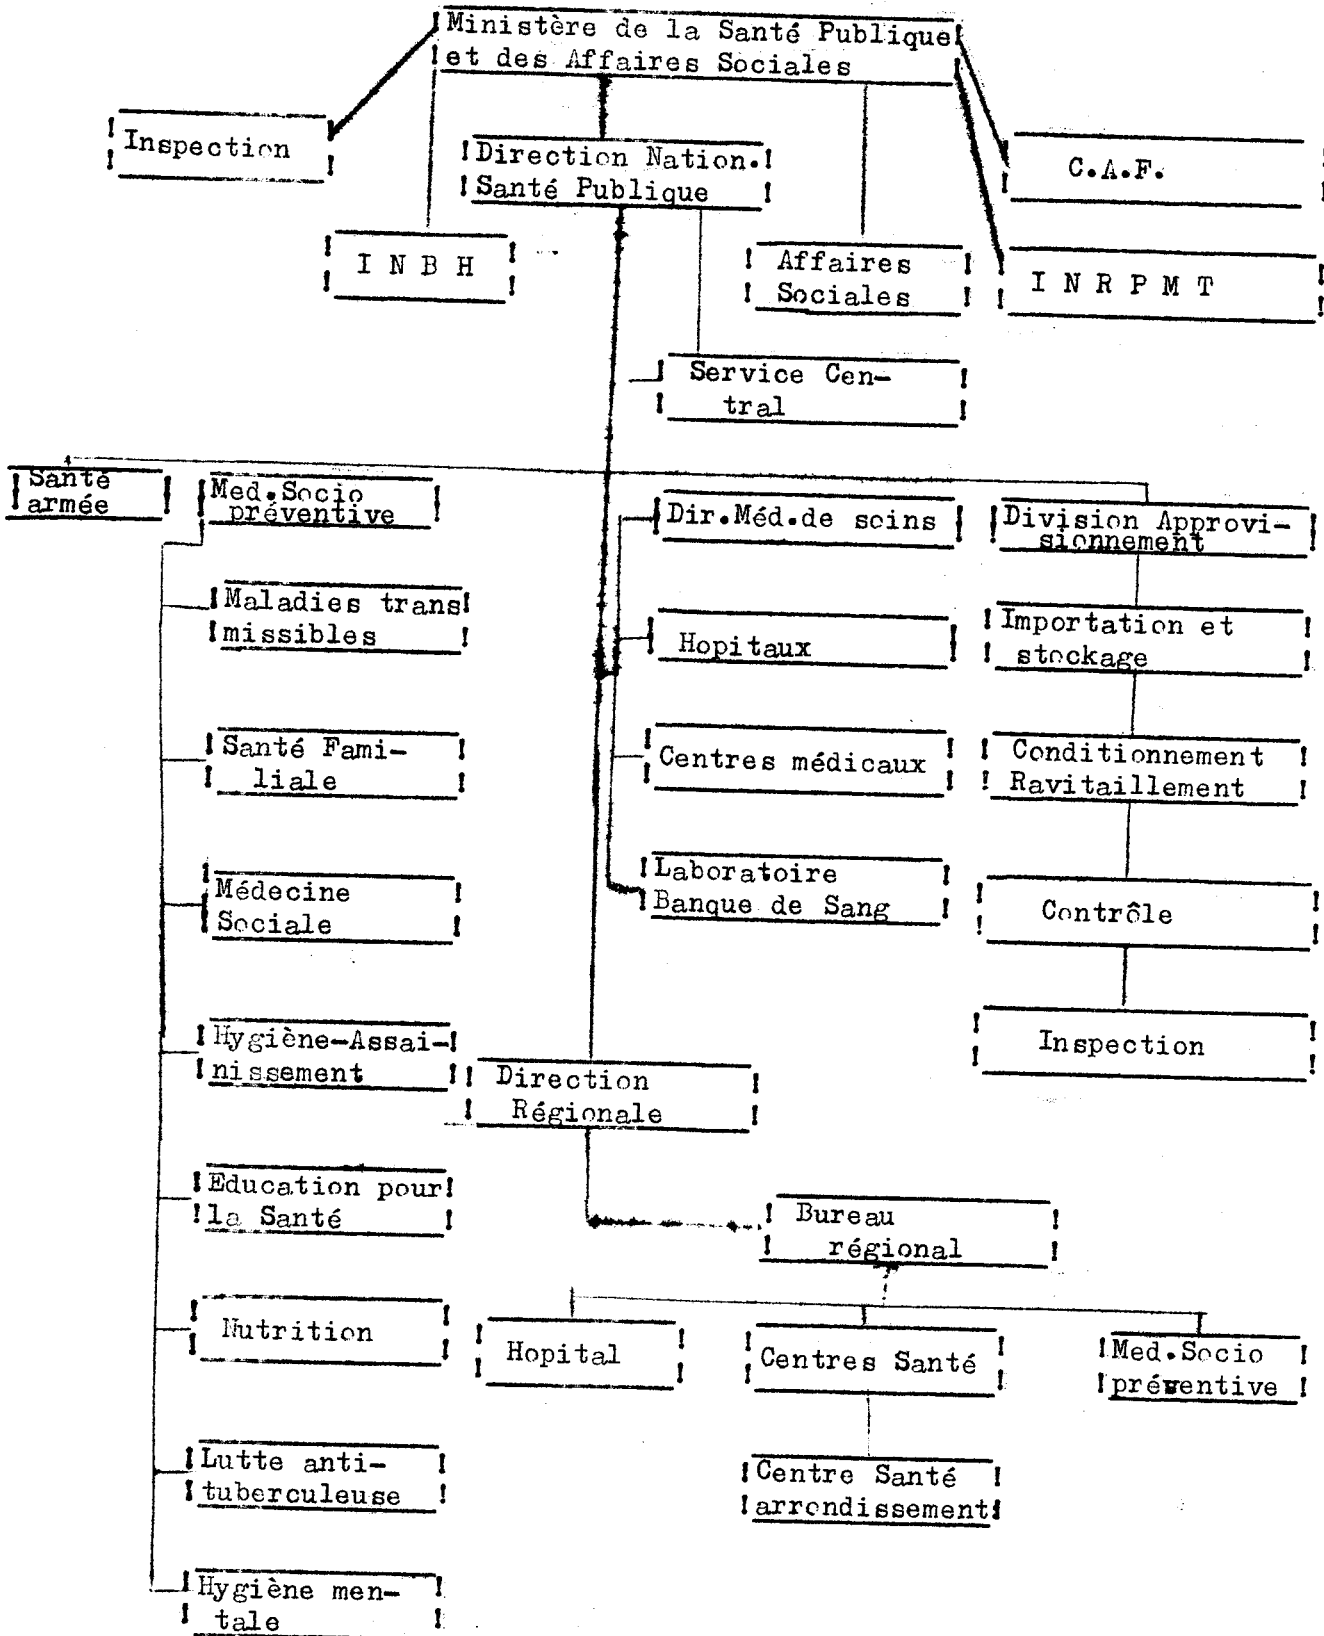 Ministère de la Santé Publique
et des Affaires Sociales
Inspection
Direction Nation.
Santé Publique
C.A.F.
I N B H
Affaires
Sociales
I N R P M T
Service Cen-
tral
Santé
armée
Med.Socio
préventive
Dir.Méd.de soins
Division Approvi-
sionnement
Maladies trans
missibles
Hopitaux
Importation et
stockage
Santé Fami-
liale
Centres médicaux
Conditionnement
Ravitaillement
Médecine
Sociale
Laboratoire
Banque de Sang
Contrôle
Hygiène-Assai-
nissement
Direction
Régionale
Inspection
Education pour
la Santé
Bureau
régional
Nutrition
Hopital
Centres Santé
Med.Socio
préventive
Lutte anti-
tuberculeuse
Centre Santé
arrondissement
Hygiène men-
tale